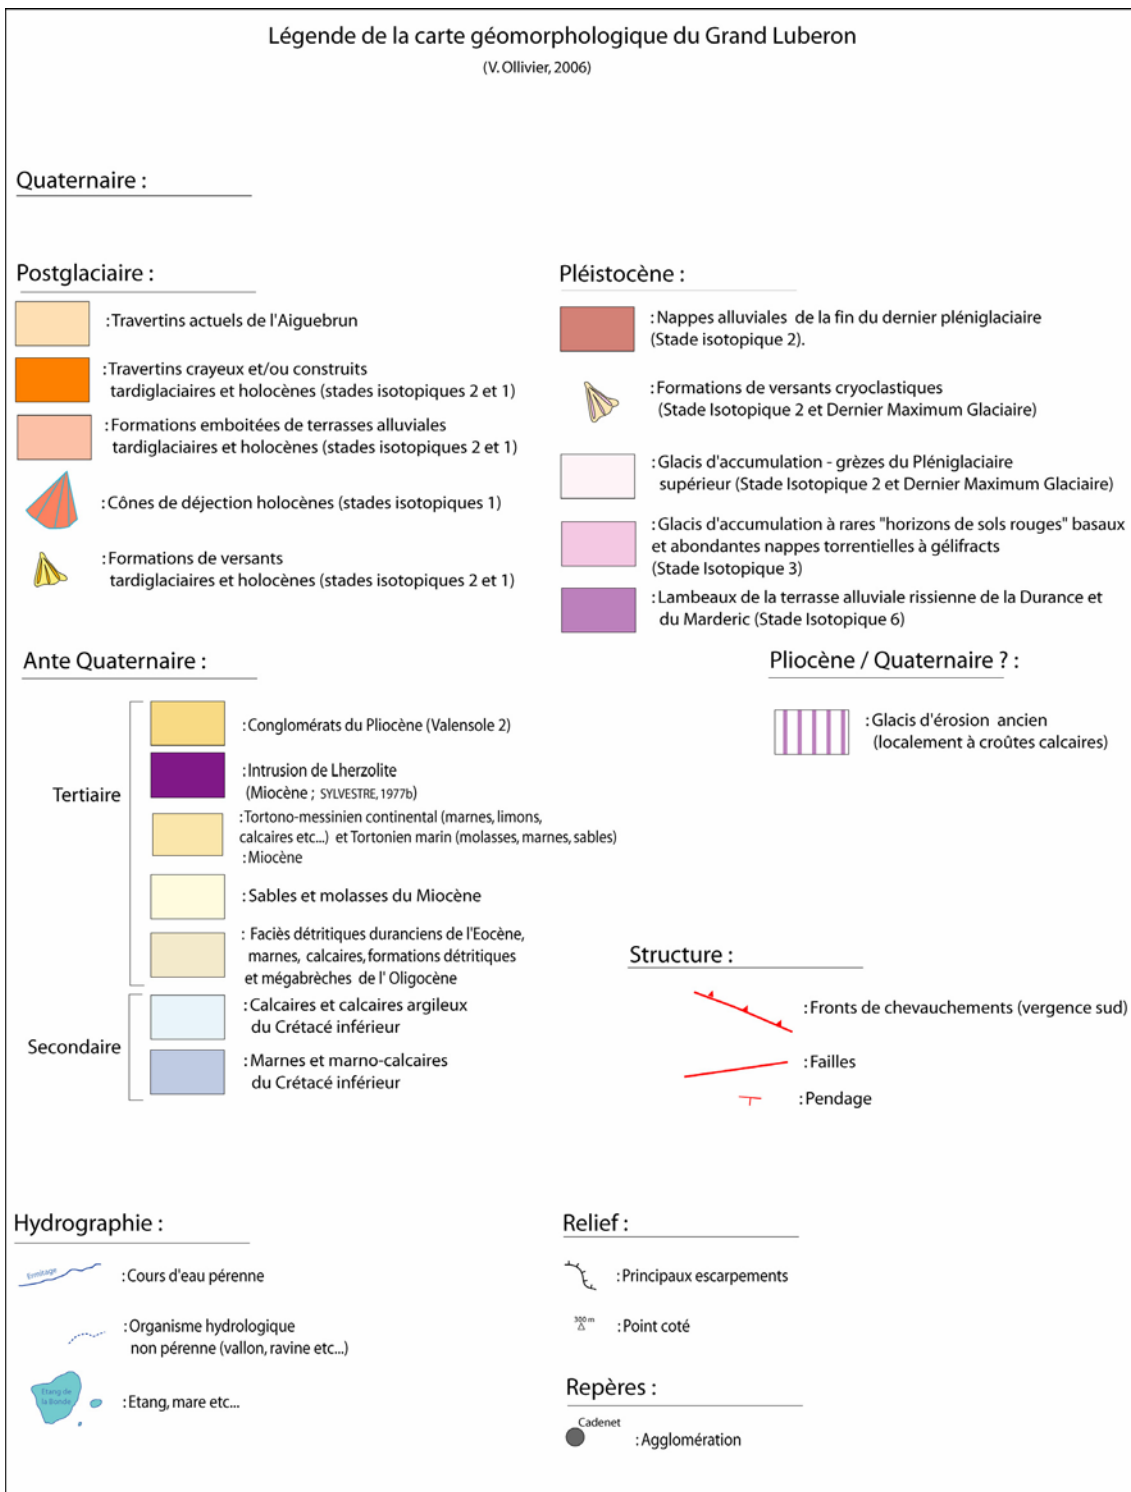 Légende de la carte géomorphologique du Grand Luberon
(V. Ollivier, 2006)
Quaternaire :
Postglaciaire :
: Travertins actuels de l'Aiguebrun
: Travertins crayeux et/ou construits
tardiglaciaires et holocènes (stades isotopiques 2 et 1)
: Formations emboitées de terrasses alluviales
tardiglaciaires et holocènes (stades isotopiques 2 et 1)
: Cônes de déjection holocènes (stades isotopiques 1)
: Formations de versants
tardiglaciaires et holocènes (stades isotopiques 2 et 1)
Pléistocène :
: Nappes alluviales de la fin du dernier pléniglaciaire
(Stade isotopique 2).
: Formations de versants cryoclastiques
(Stade Isotopique 2 et Dernier Maximum Glaciaire)
: Glacis d'accumulation - grèzes du Pléniglaciaire
supérieur (Stade Isotopique 2 et Dernier Maximum Glaciaire)
: Glacis d'accumulation à rares "horizons de sols rouges" basaux
et abondantes nappes torrentielles à gélifracts
(Stade Isotopique 3)
: Lambeaux de la terrasse alluviale rissienne de la Durance et
du Marderic (Stade Isotopique 6)
Ante Quaternaire :
Tertiaire
: Conglomérats du Pliocène (Valensole 2)
: Intrusion de Lherzolite
(Miocène ; SYLVESTRE, 1977b)
: Tortono-messinien continental (marnes, limons,
calcaires etc...) et Tortonien marin (molasses, marnes, sables)
: Miocène
: Sables et molasses du Miocène
: Faciès détritiques duranciens de l'Eocène,
marnes, calcaires, formations détritiques
et mégabrèches de l' Oligocène
Secondaire
: Calcaires et calcaires argileux
du Crétacé inférieur
: Marnes et marno-calcaires
du Crétacé inférieur
Pliocène / Quaternaire ? :
: Glacis d'érosion ancien
(localement à croûtes calcaires)
Structure :
: Fronts de chevauchements (vergence sud)
: Failles
: Pendage
Hydrographie :
Ermitage
: Cours d'eau pérenne
: Organisme hydrologique
non pérenne (vallon, ravine etc...)
Etang de
la Bonde
: Etang, mare etc...
Relief :
: Principaux escarpements
300 m
: Point coté
Repères :
Cadenet
: Agglomération